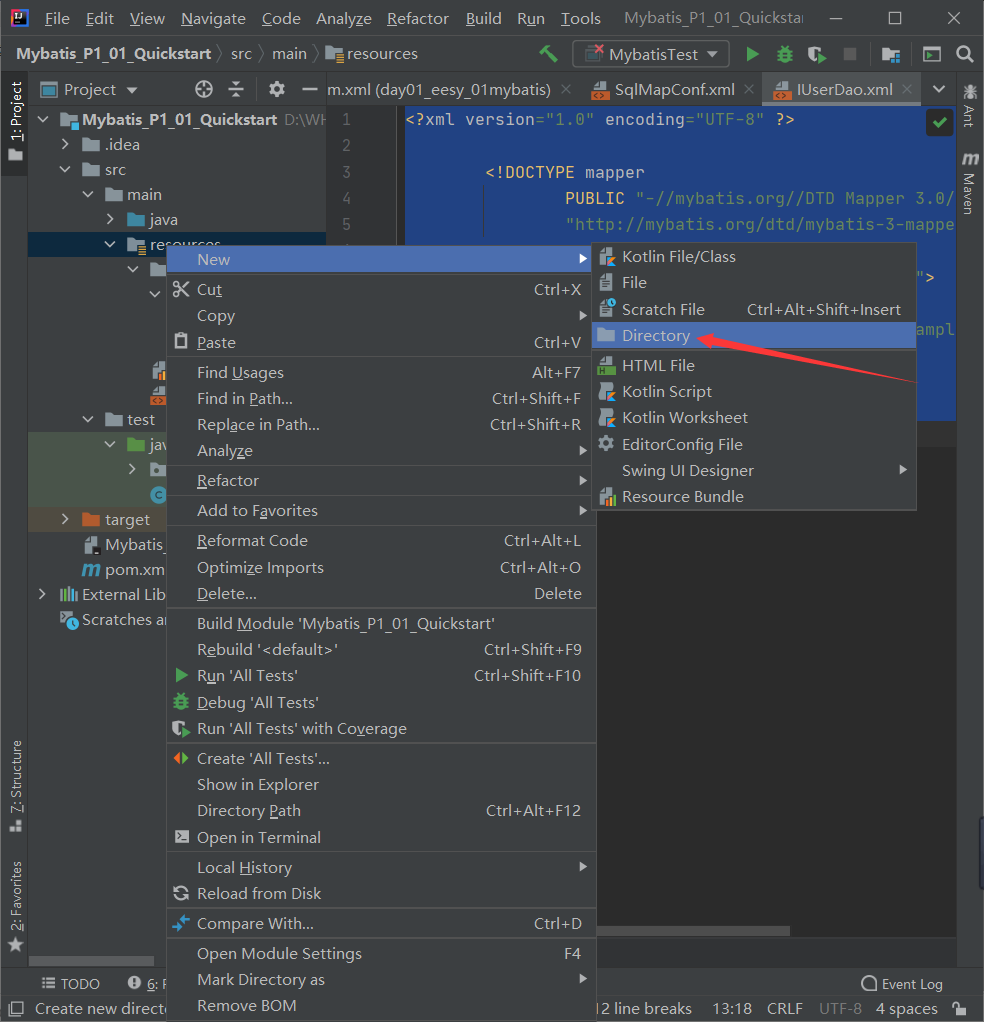 File Edit View Navigate Code Analyze Refactor Build Run Tools Mybatis_P1_01_Quickstar
Mybatis_P1_01_Quickstart src main resources MybatisTest
1: Project
Project
m.xml (day01_eesy_01mybatis) SqlMapConf.xml IUserDao.xml
Ant
Maven
Mybatis_P1_01_Quickstart D:\WH
.idea
src
main
java
resources
test
jav
target
Mybatis_
pom.xm
External Lib
Scratches an
1 <?xml version="1.0" encoding="UTF-8" ?>
2
3 <!DOCTYPE mapper
4 PUBLIC "-//mybatis.org//DTD Mapper 3.0/
5 "http://mybatis.org/dtd/mybatis-3-mappe
">
ampl
New
Cut Ctrl+X
Copy
Paste Ctrl+V
Find Usages Alt+F7
Find in Path... Ctrl+Shift+F
Replace in Path... Ctrl+Shift+R
Analyze
Refactor
Add to Favorites
Reformat Code Ctrl+Alt+L
Optimize Imports Ctrl+Alt+O
Delete... Delete
Build Module 'Mybatis_P1_01_Quickstart'
Rebuild '<default>' Ctrl+Shift+F9
Run 'All Tests' Ctrl+Shift+F10
Debug 'All Tests'
Run 'All Tests' with Coverage
Create 'All Tests'...
Show in Explorer
Directory Path Ctrl+Alt+F12
Open in Terminal
Local History
Reload from Disk
Compare With... Ctrl+D
Open Module Settings F4
Mark Directory as
Remove BOM
Kotlin File/Class
File
Scratch File Ctrl+Alt+Shift+Insert
Directory
HTML File
Kotlin Script
Kotlin Worksheet
EditorConfig File
Swing UI Designer
Resource Bundle
7: Structure
2: Favorites
TODO 6: Event Log
Create new directo 12 line breaks 13:18 CRLF UTF-8 4 spaces